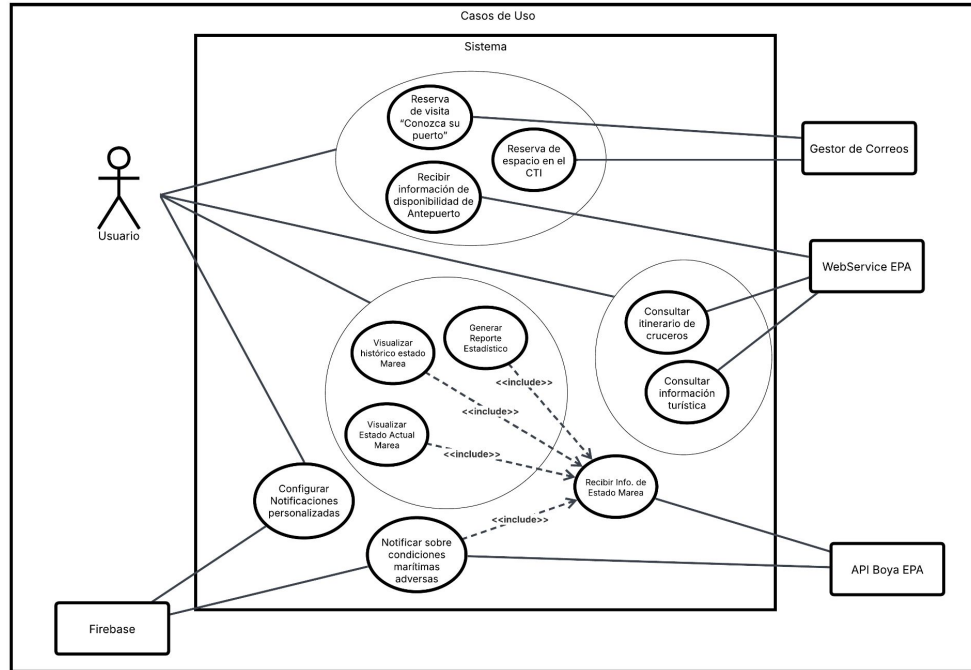 Casos de Uso
Sistema
Reserva
de visita
“Conozca su
puerto”
Reserva de
espacio en el
CTI
Recibir
información de
disponibilidad de
Antepuerto
Gestor de Correos
Usuario
WebService EPA
Consultar
itinerario de
cruceros
Consultar
información
turística
Visualizar
histórico estado
Marea
Generar
Reporte
Estadístico
<<include>>
<<include>>
Visualizar
Estado Actual
Marea
<<include>>
Recibir Info. de
Estado Marea
Configurar
Notificaciones
personalizadas
<<include>>
Notificar sobre
condiciones
marítimas
adversas
API Boya EPA
Firebase